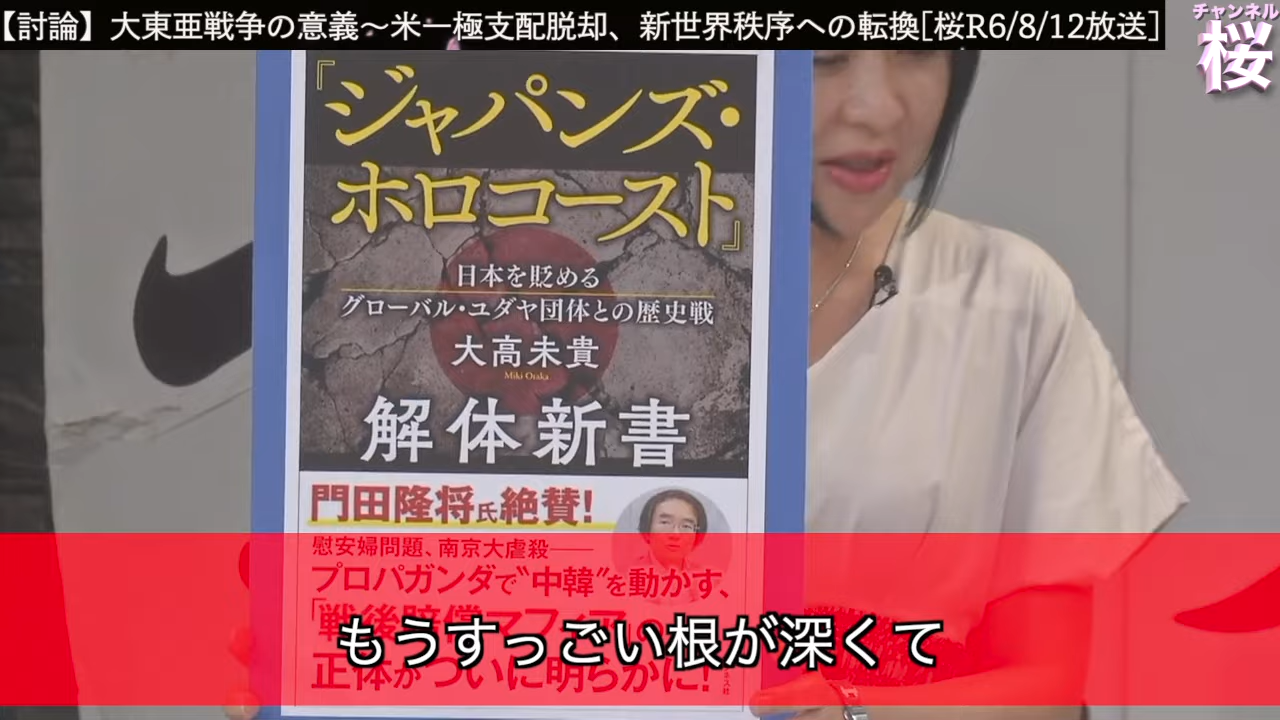 【討論】大東亜戦争の意義～米一極支配脱却、新世界秩序への転換[桜R6/8/12放送]
チャンネル
桜
『ジャパンズ・
ホロコースト』
日本を貶める
グローバル・ユダヤ団体との歴史戦
大高未貴
Miki Otaka
解体新書
門田隆将氏絶賛!
慰安婦問題、南京大虐殺──
プロパガンダで“中韓”を動かす、
「戦後賠償マフィア
正体がついに明らかに!
もうすっごい根が深くて